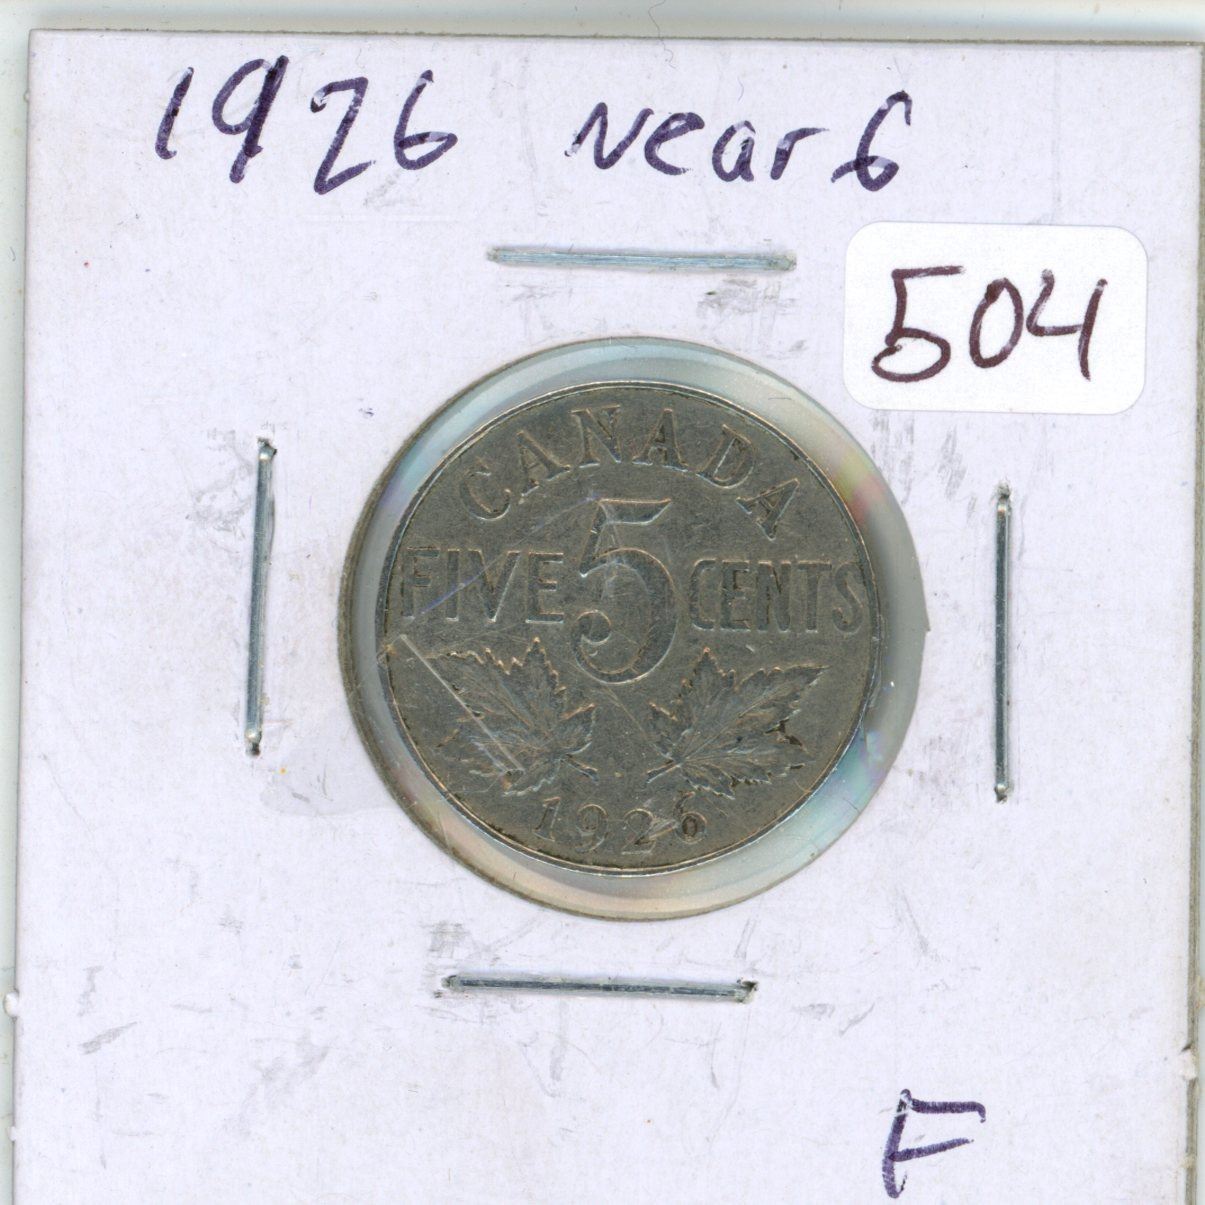 1926 Near 6
504
CANADA
FIVE 5 CENTS
1926
F